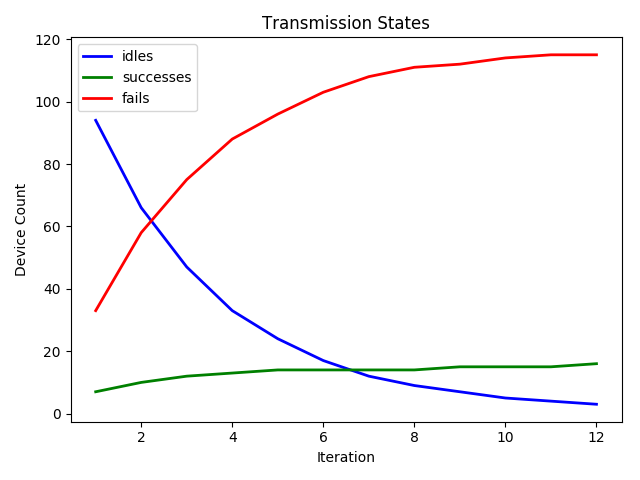 Transmission States
idles
successes
fails
Device Count
120
100
80
60
40
20
0
2 4 6 8 10 12
Iteration